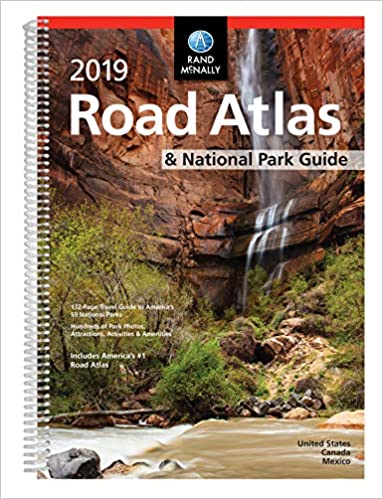 RAND
McNALLY
2019
Road Atlas
& National Park Guide
132-Page Travel Guide to America's
59 National Parks
Hundreds of Park Photos,
Attractions, Activities & Amenities
Includes America's #1
Road Atlas
United States
Canada
Mexico